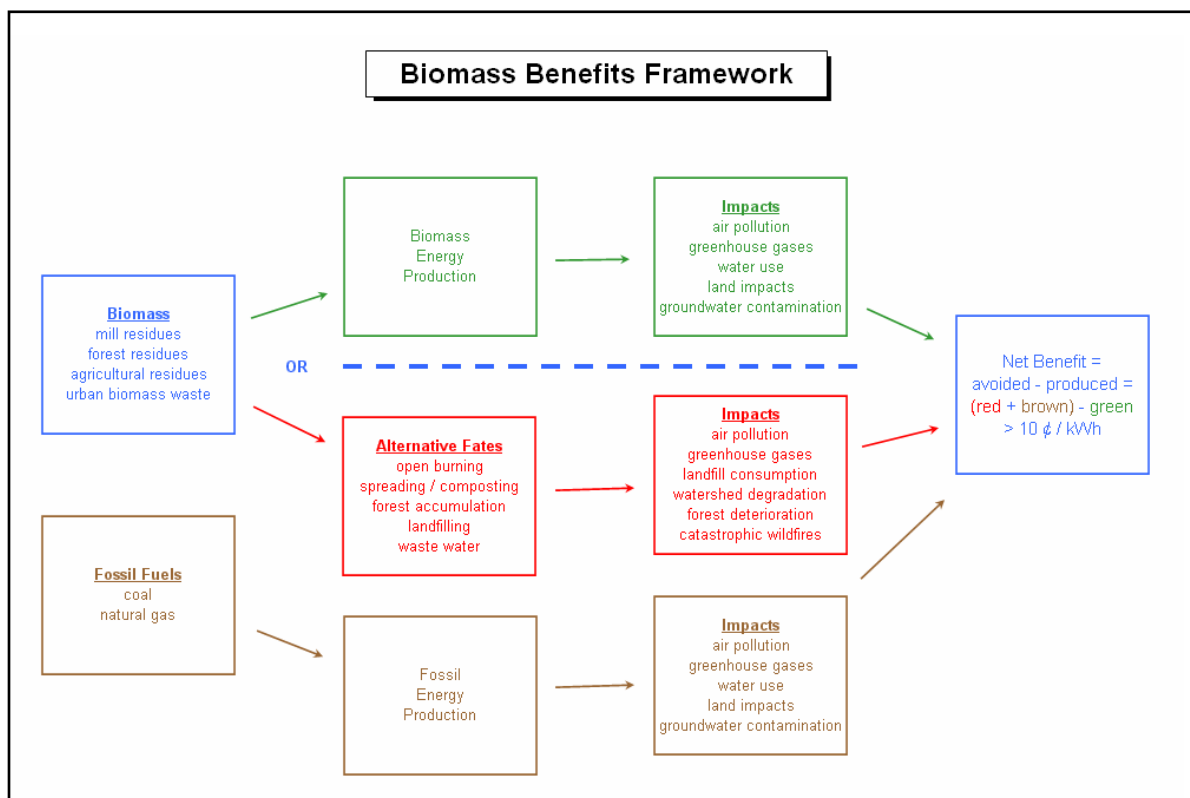 Biomass Benefits Framework
Biomass
mill residues
forest residues
agricultural residues
urban biomass waste
Biomass
Energy
Production
Impacts
air pollution
greenhouse gases
water use
land impacts
groundwater contamination
OR
Alternative Fates
open burning
spreading / composting
forest accumulation
landfilling
waste water
Impacts
air pollution
greenhouse gases
landfill consumption
watershed degradation
forest deterioration
catastrophic wildfires
Net Benefit =
avoided - produced =
(red + brown) - green
> 10 ¢ / kWh
Fossil Fuels
coal
natural gas
Fossil
Energy
Production
Impacts
air pollution
greenhouse gases
water use
land impacts
groundwater contamination